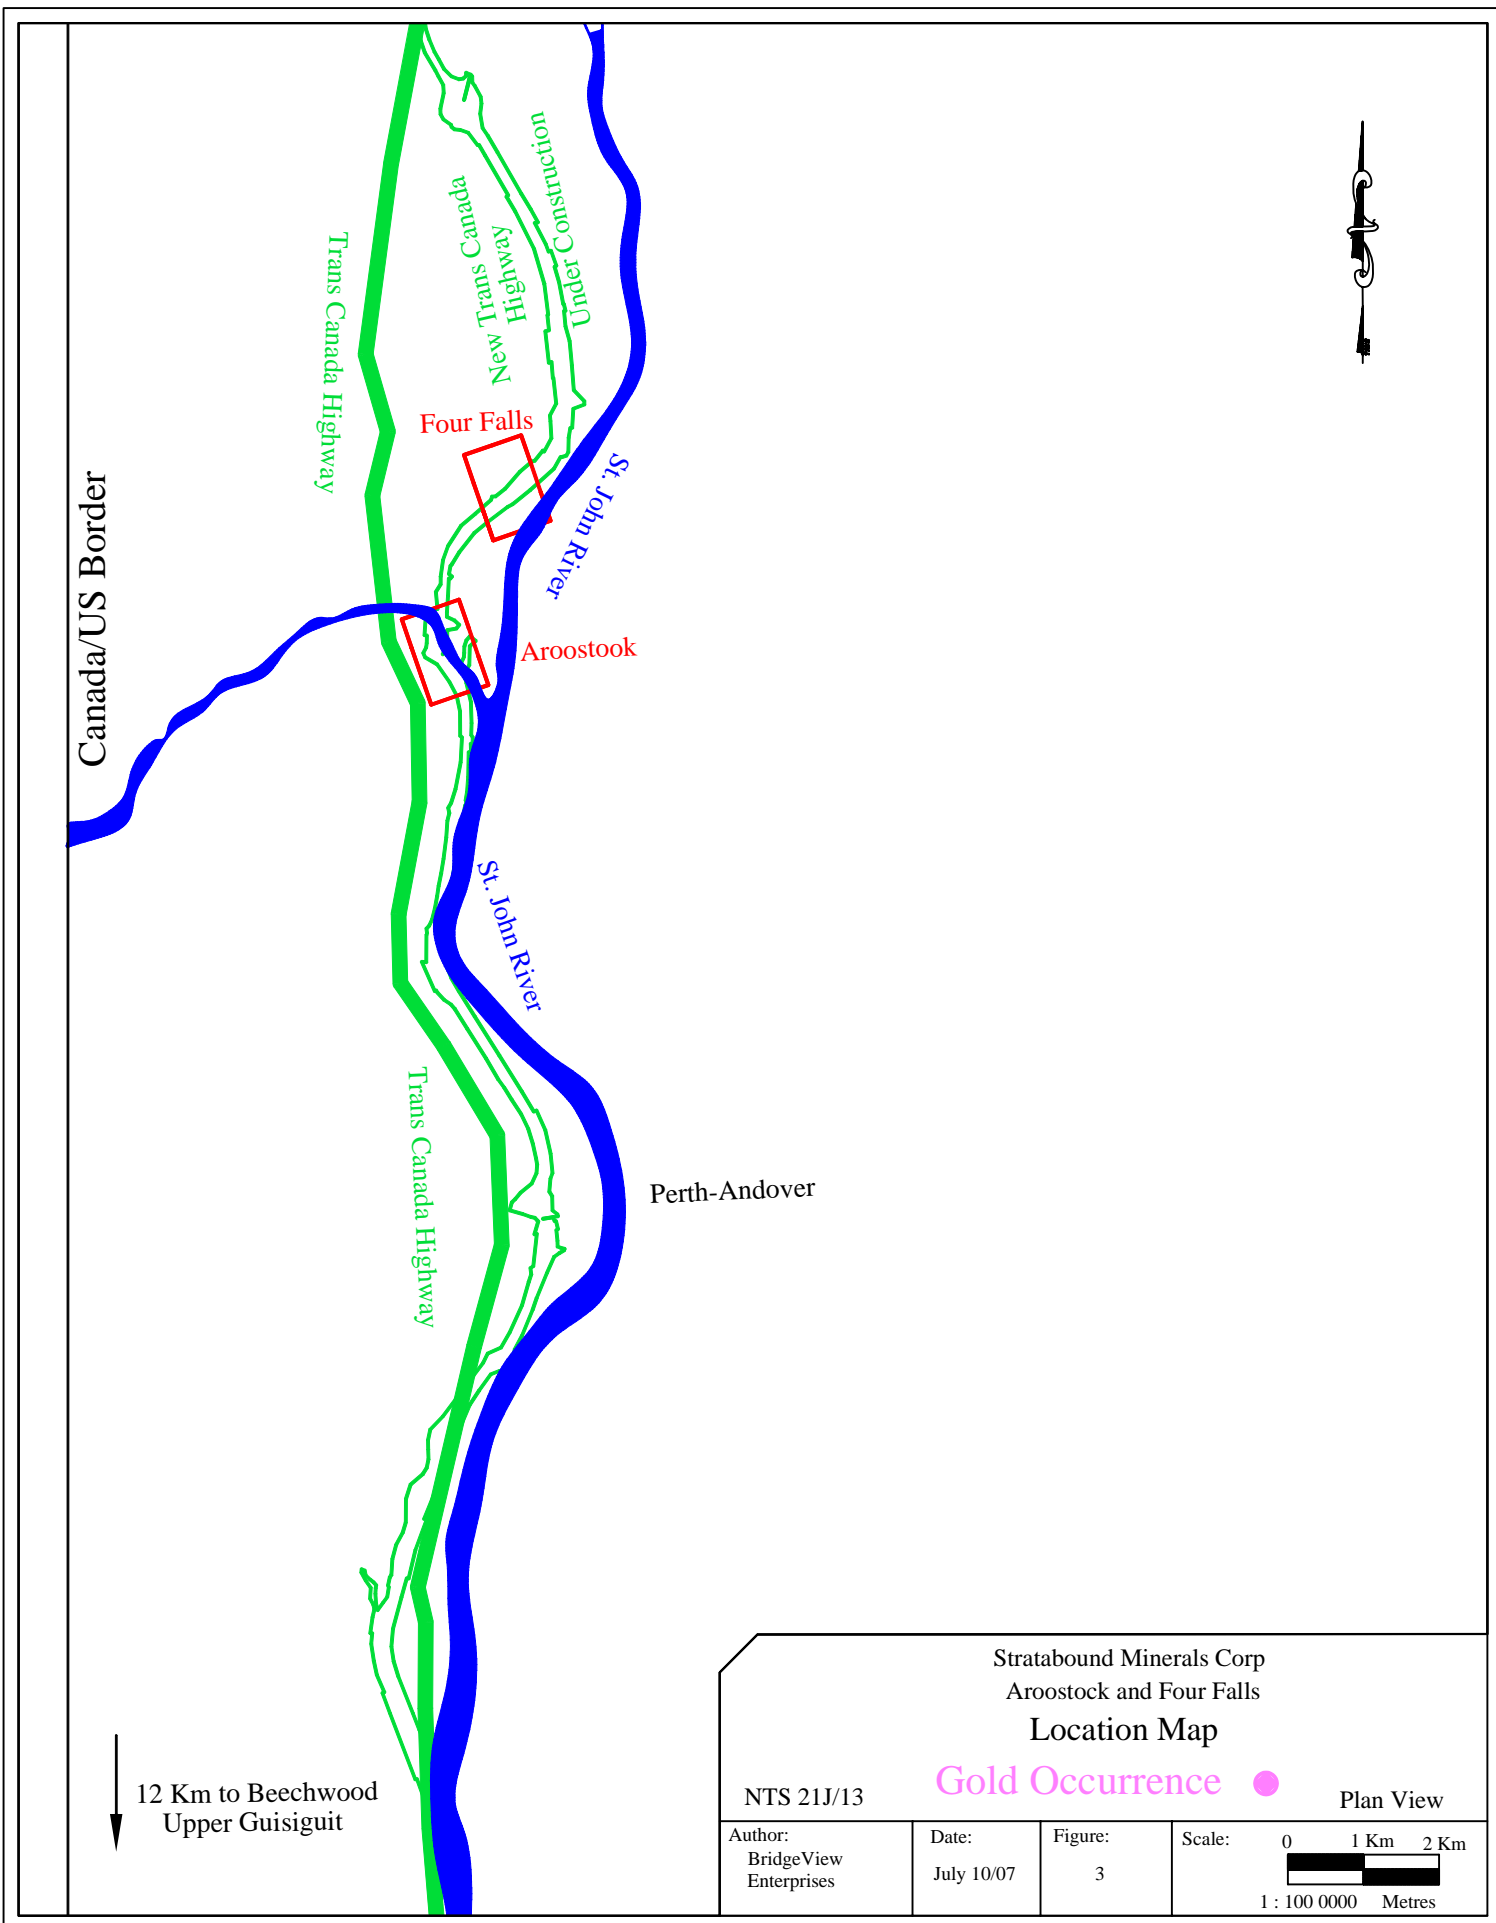 Under Construction
New Trans Canada
Highway
Trans Canada Highway
Four Falls
St. John River
Canada/US Border
Aroostook
St. John River
Trans Canada Highway
Perth-Andover
12 Km to Beechwood
Upper Guisiguit
Stratabound Minerals Corp
Aroostock and Four Falls
Location Map
Gold Occurrence
NTS 21J/13
Plan View
Author:
BridgeView
Enterprises
Date:
July 10/07
Figure:
3
Scale:
0 1 Km 2 Km
1 : 100 0000 Metres